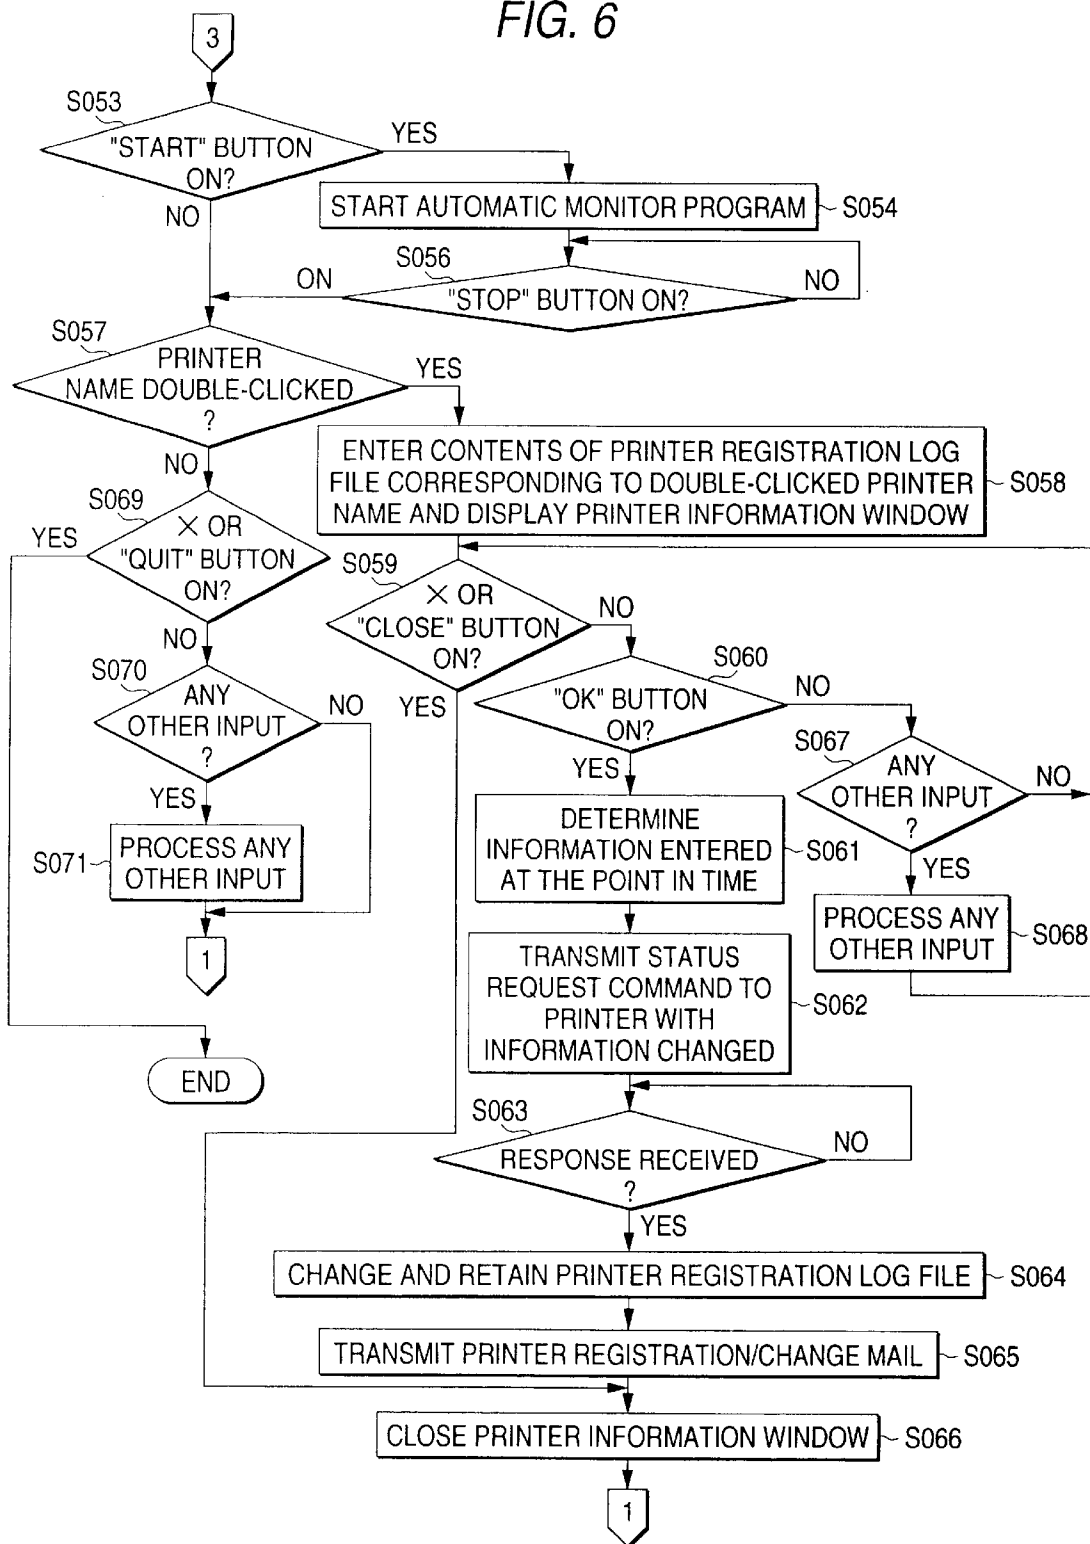 FIG. 6
3
S053
"START" BUTTON
ON?
YES
NO
START AUTOMATIC MONITOR PROGRAM
S054
S056
"STOP" BUTTON ON?
ON
NO
S057
PRINTER
NAME DOUBLE-CLICKED
?
YES
NO
ENTER CONTENTS OF PRINTER REGISTRATION LOG
FILE CORRESPONDING TO DOUBLE-CLICKED PRINTER
NAME AND DISPLAY PRINTER INFORMATION WINDOW
S058
S069
× OR
"QUIT" BUTTON
ON?
YES
NO
S059
× OR
"CLOSE" BUTTON
ON?
NO
YES
S070
ANY
OTHER INPUT
?
NO
YES
S071
PROCESS ANY
OTHER INPUT
1
END
S060
"OK" BUTTON
ON?
NO
YES
S067
ANY
OTHER INPUT
?
NO
YES
PROCESS ANY
OTHER INPUT
S068
DETERMINE
INFORMATION ENTERED
AT THE POINT IN TIME
S061
TRANSMIT STATUS
REQUEST COMMAND TO
PRINTER WITH
INFORMATION CHANGED
S062
S063
RESPONSE RECEIVED
?
NO
YES
CHANGE AND RETAIN PRINTER REGISTRATION LOG FILE
S064
TRANSMIT PRINTER REGISTRATION/CHANGE MAIL
S065
CLOSE PRINTER INFORMATION WINDOW
S066
1